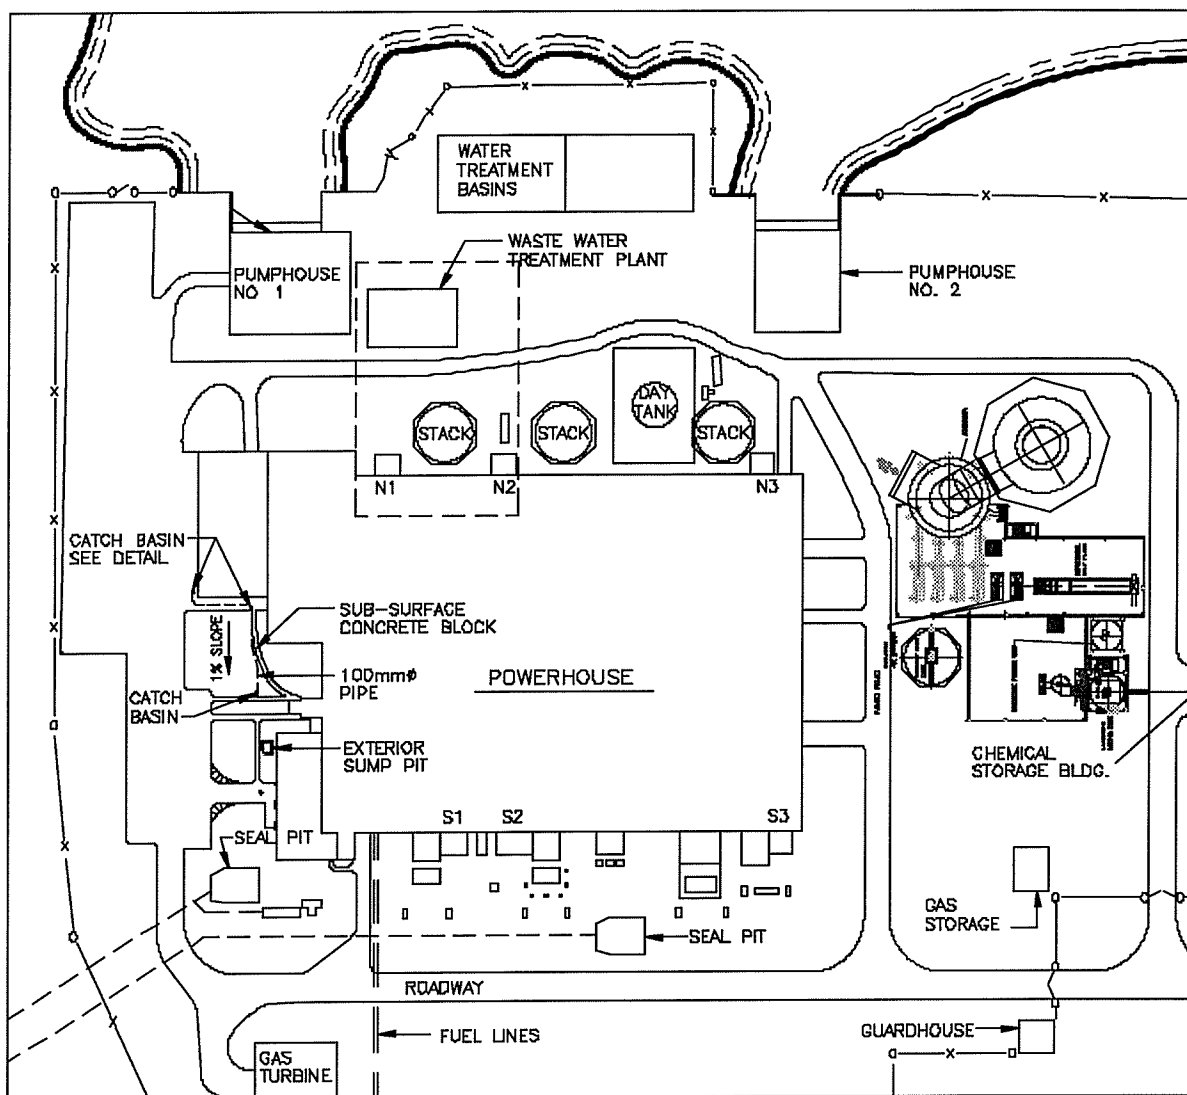 WATER
TREATMENT
BASINS
WASTE WATER
TREATMENT PLANT
PUMPHOUSE
NO 1
PUMPHOUSE
NO. 2
DAY
TANK
STACK
STACK
STACK
N1
N2
N3
CATCH BASIN
SEE DETAIL
SUB-SURFACE
CONCRETE BLOCK
1% SLOPE
100mmø
PIPE
POWERHOUSE
CATCH
BASIN
EXTERIOR
SUMP PIT
CHEMICAL
STORAGE BLDG.
S1
S2
S3
SEAL PIT
GAS
STORAGE
SEAL PIT
ROADWAY
FUEL LINES
GUARDHOUSE
GAS
TURBINE